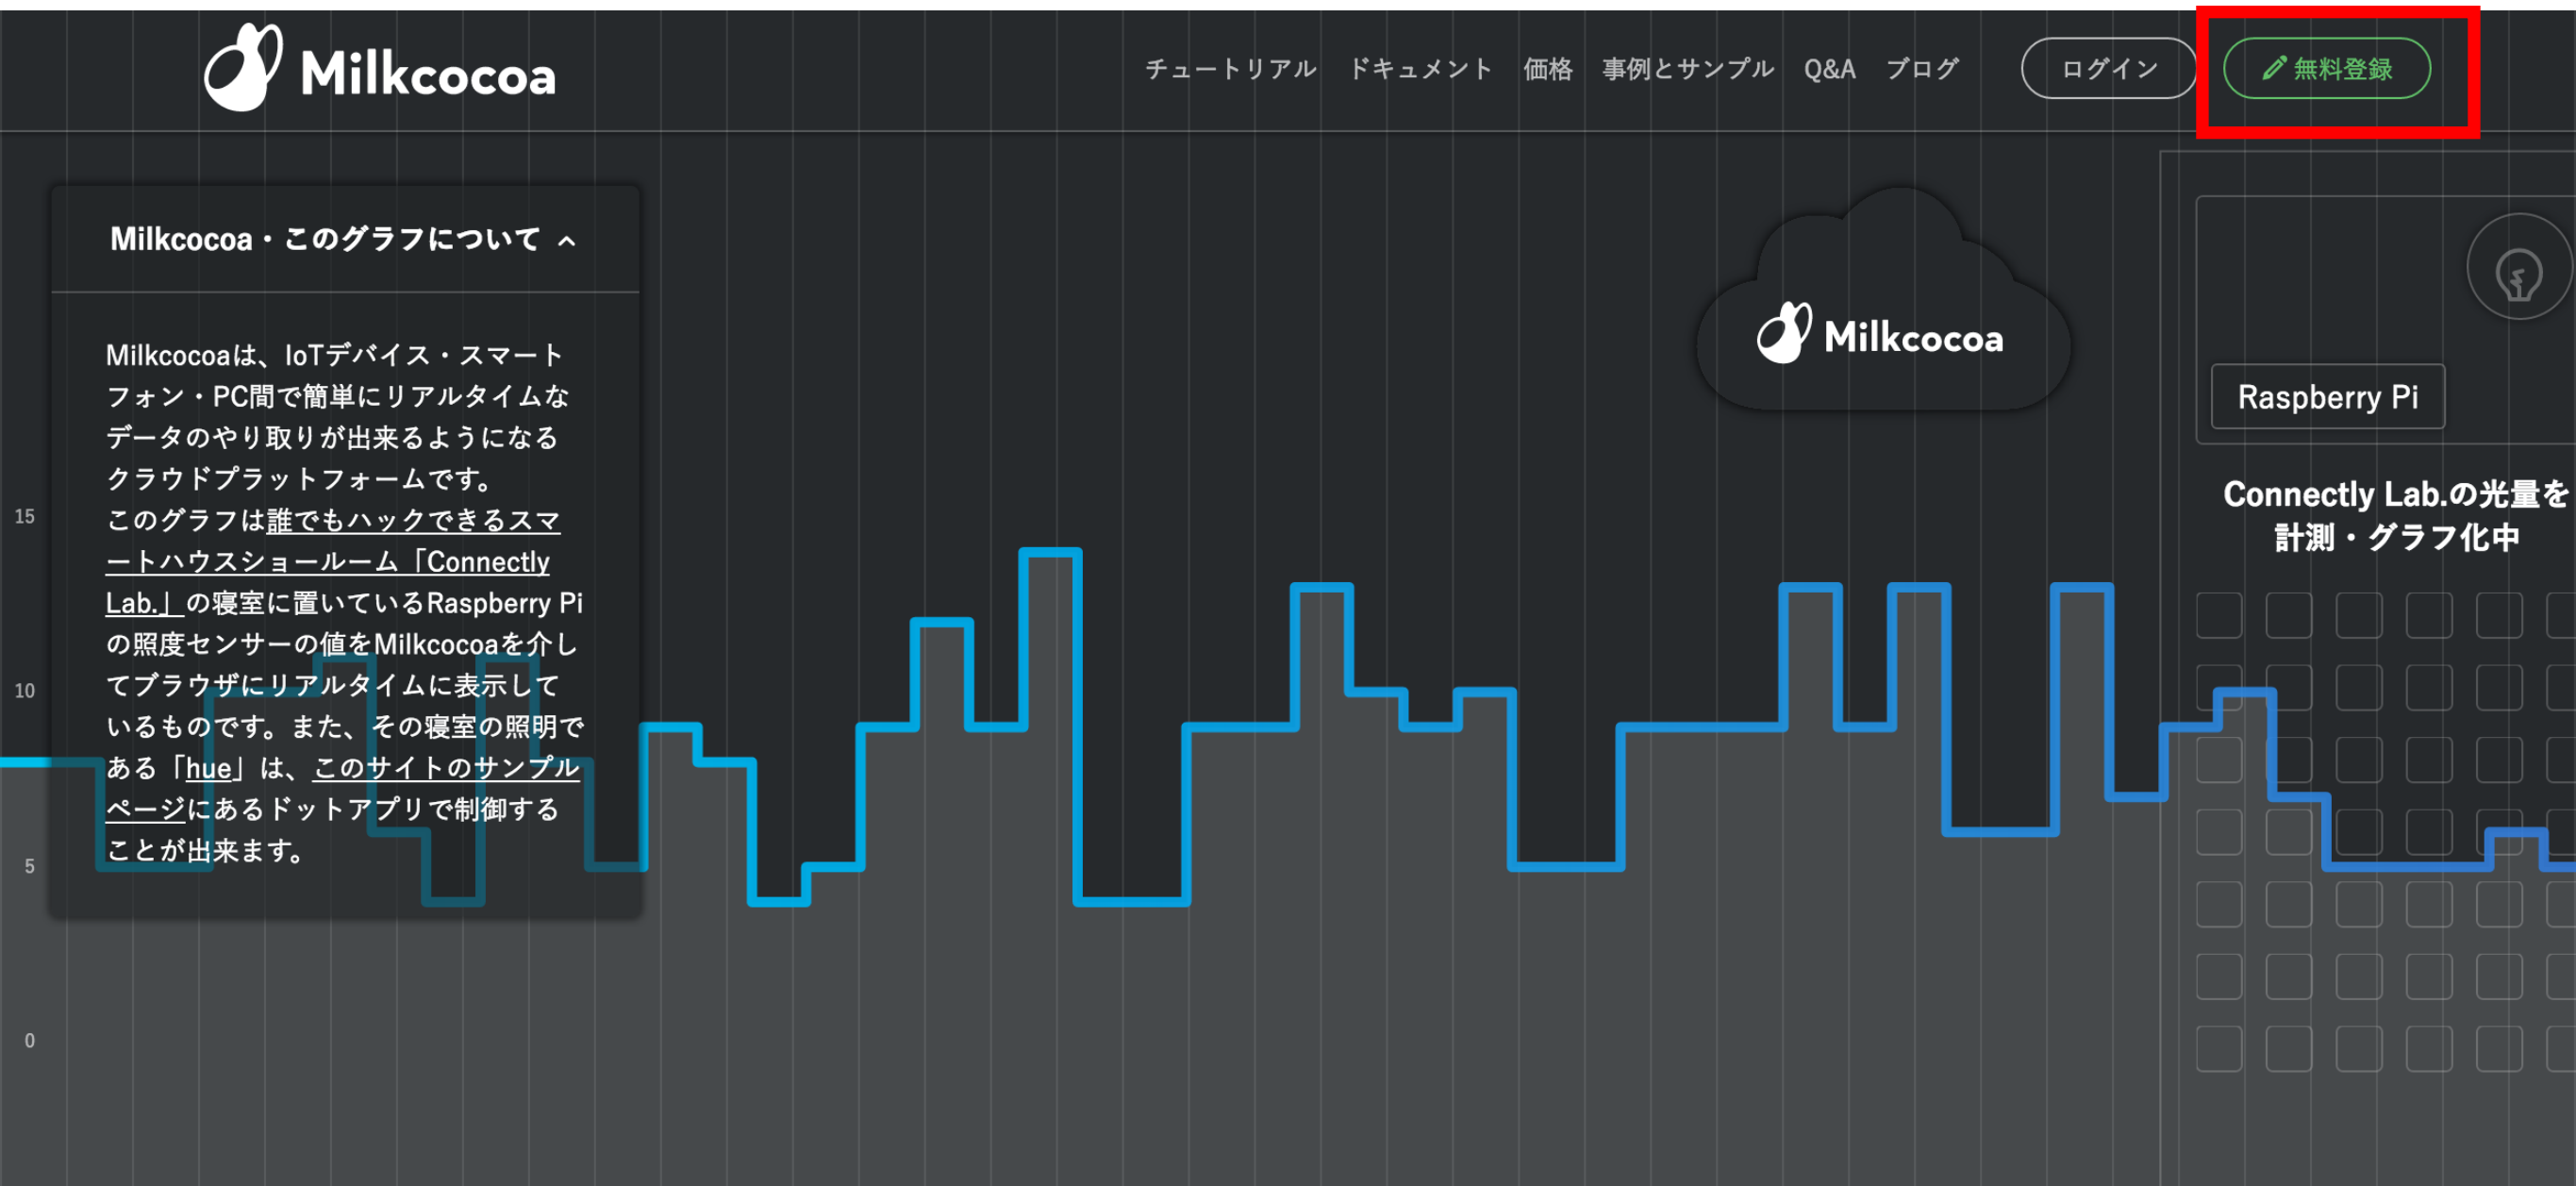 Milkcocoa
チュートリアル ドキュメント 価格 事例とサンプル Q&A ブログ ログイン 無料登録
Milkcocoa・このグラフについて
Milkcocoaは、IoTデバイス・スマート
フォン・PC間で簡単にリアルタイムな
データのやり取りが出来るようになる
クラウドプラットフォームです。
このグラフは誰でもハックできるスマ
ートハウスショールーム「Connectly
Lab.」の寝室に置いているRaspberry Pi
の照度センサーの値をMilkcocoaを介し
てブラウザにリアルタイムに表示して
いるものです。また、その寝室の照明で
ある「hue」は、このサイトのサンプル
ページにあるドットアプリで制御する
ことが出来ます。
Milkcocoa
Raspberry Pi
Connectly Lab.の光量を
計測・グラフ化中
15
10
5
0